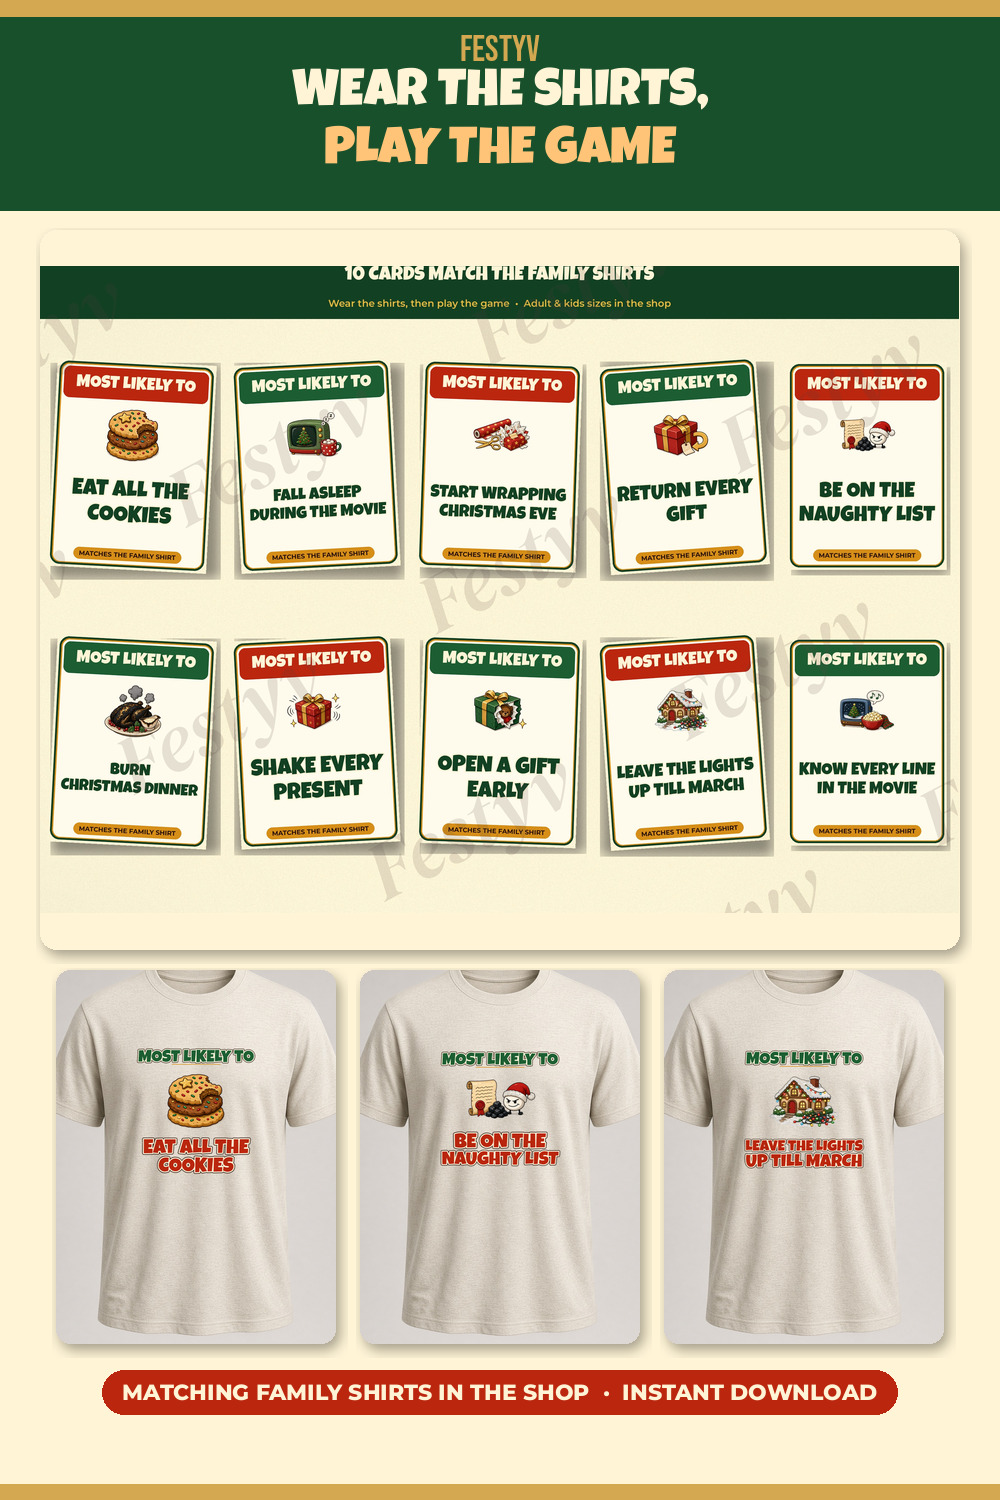 FESTYV
WEAR THE SHIRTS,
PLAY THE GAME
10 CARDS MATCH THE FAMILY SHIRTS
Wear the shirts, then play the game • Adult & kids sizes in the shop
MOST LIKELY TO
EAT ALL THE
COOKIES
MATCHES THE FAMILY SHIRT
MOST LIKELY TO
FALL ASLEEP
DURING THE MOVIE
MATCHES THE FAMILY SHIRT
MOST LIKELY TO
START WRAPPING
CHRISTMAS EVE
MATCHES THE FAMILY SHIRT
MOST LIKELY TO
RETURN EVERY
GIFT
MATCHES THE FAMILY SHIRT
MOST LIKELY TO
BE ON THE
NAUGHTY LIST
MATCHES THE FAMILY SHIRT
MOST LIKELY TO
BURN
CHRISTMAS DINNER
MATCHES THE FAMILY SHIRT
MOST LIKELY TO
SHAKE EVERY
PRESENT
MATCHES THE FAMILY SHIRT
MOST LIKELY TO
OPEN A GIFT
EARLY
MATCHES THE FAMILY SHIRT
MOST LIKELY TO
LEAVE THE LIGHTS
UP TILL MARCH
MATCHES THE FAMILY SHIRT
MOST LIKELY TO
KNOW EVERY LINE
IN THE MOVIE
MATCHES THE FAMILY SHIRT
Festyv
Festyv
Festyv
Festyv
Festyv
Festyv
Festyv
MOST LIKELY TO
EAT ALL THE
COOKIES
MOST LIKELY TO
BE ON THE
NAUGHTY LIST
MOST LIKELY TO
LEAVE THE LIGHTS
UP TILL MARCH
MATCHING FAMILY SHIRTS IN THE SHOP • INSTANT DOWNLOAD